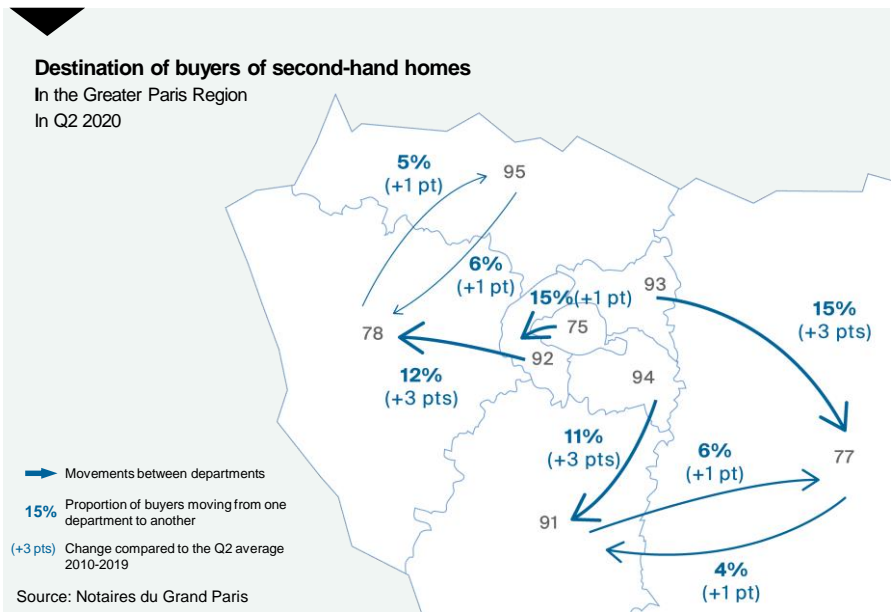 Destination of buyers of second-hand homes
In the Greater Paris Region
In Q2 2020
5%
(+1 pt)
95
6%
(+1 pt)
93
15%(+1 pt)
75
15%
(+3 pts)
78
92
12%
(+3 pts)
94
11%
(+3 pts)
6%
(+1 pt)
77
91
4%
(+1 pt)
Movements between departments
15% Proportion of buyers moving from one
department to another
(+3 pts) Change compared to the Q2 average
2010-2019
Source: Notaires du Grand Paris